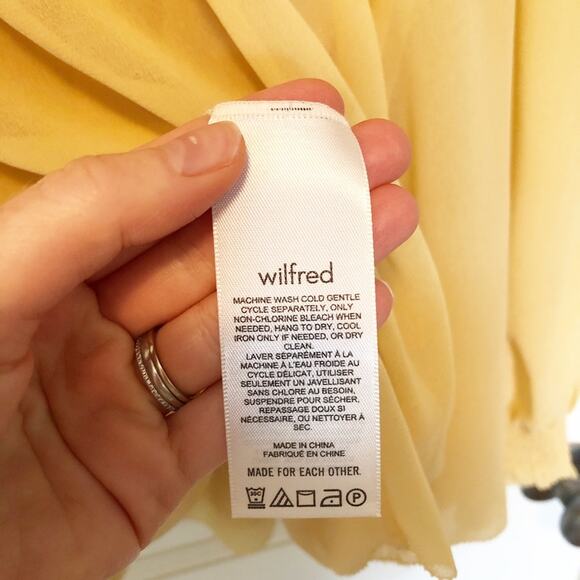 wilfred
MACHINE WASH COLD GENTLE
CYCLE SEPARATELY, ONLY
NON-CHLORINE BLEACH WHEN
NEEDED, HANG TO DRY, COOL
IRON ONLY IF NEEDED, OR DRY
CLEAN.
LAVER SÉPARÉMENT À LA
MACHINE À L'EAU FROIDE AU
CYCLE DÉLICAT, UTILISER
SEULEMENT UN JAVELLISANT
SANS CHLORE AU BESOIN,
SUSPENDRE POUR SÉCHER,
REPASSAGE DOUX SI
NÉCESSAIRE, OU NETTOYER À
SEC.
MADE IN CHINA
FABRIQUÉ EN CHINE
MADE FOR EACH OTHER.
30C P